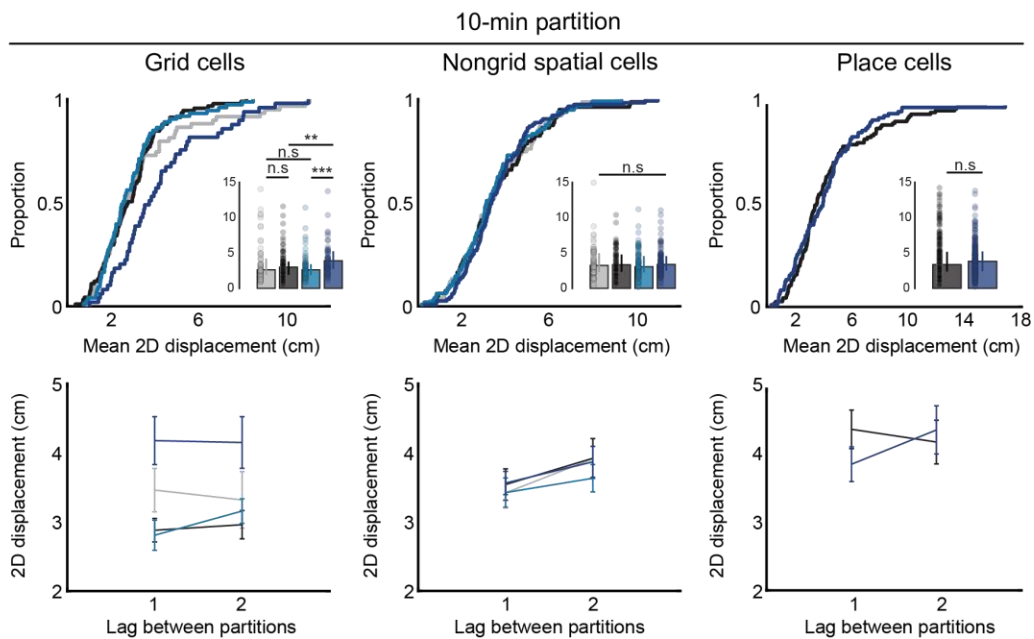 10-min partition
Grid cells
Nongrid spatial cells
Place cells
Proportion
1
0.5
0
2
6
10
Mean 2D displacement (cm)
15
10
5
0
n.s
n.s
**
***
Proportion
1
0.5
0
2
6
10
Mean 2D displacement (cm)
15
10
5
0
n.s
Proportion
1
0.5
0
2
6
10
14
18
Mean 2D displacement (cm)
15
10
5
0
n.s
2D displacement (cm)
5
4
3
2
1
2
Lag between partitions
2D displacement (cm)
5
4
3
2
1
2
Lag between partitions
2D displacement (cm)
5
4
3
2
1
2
Lag between partitions